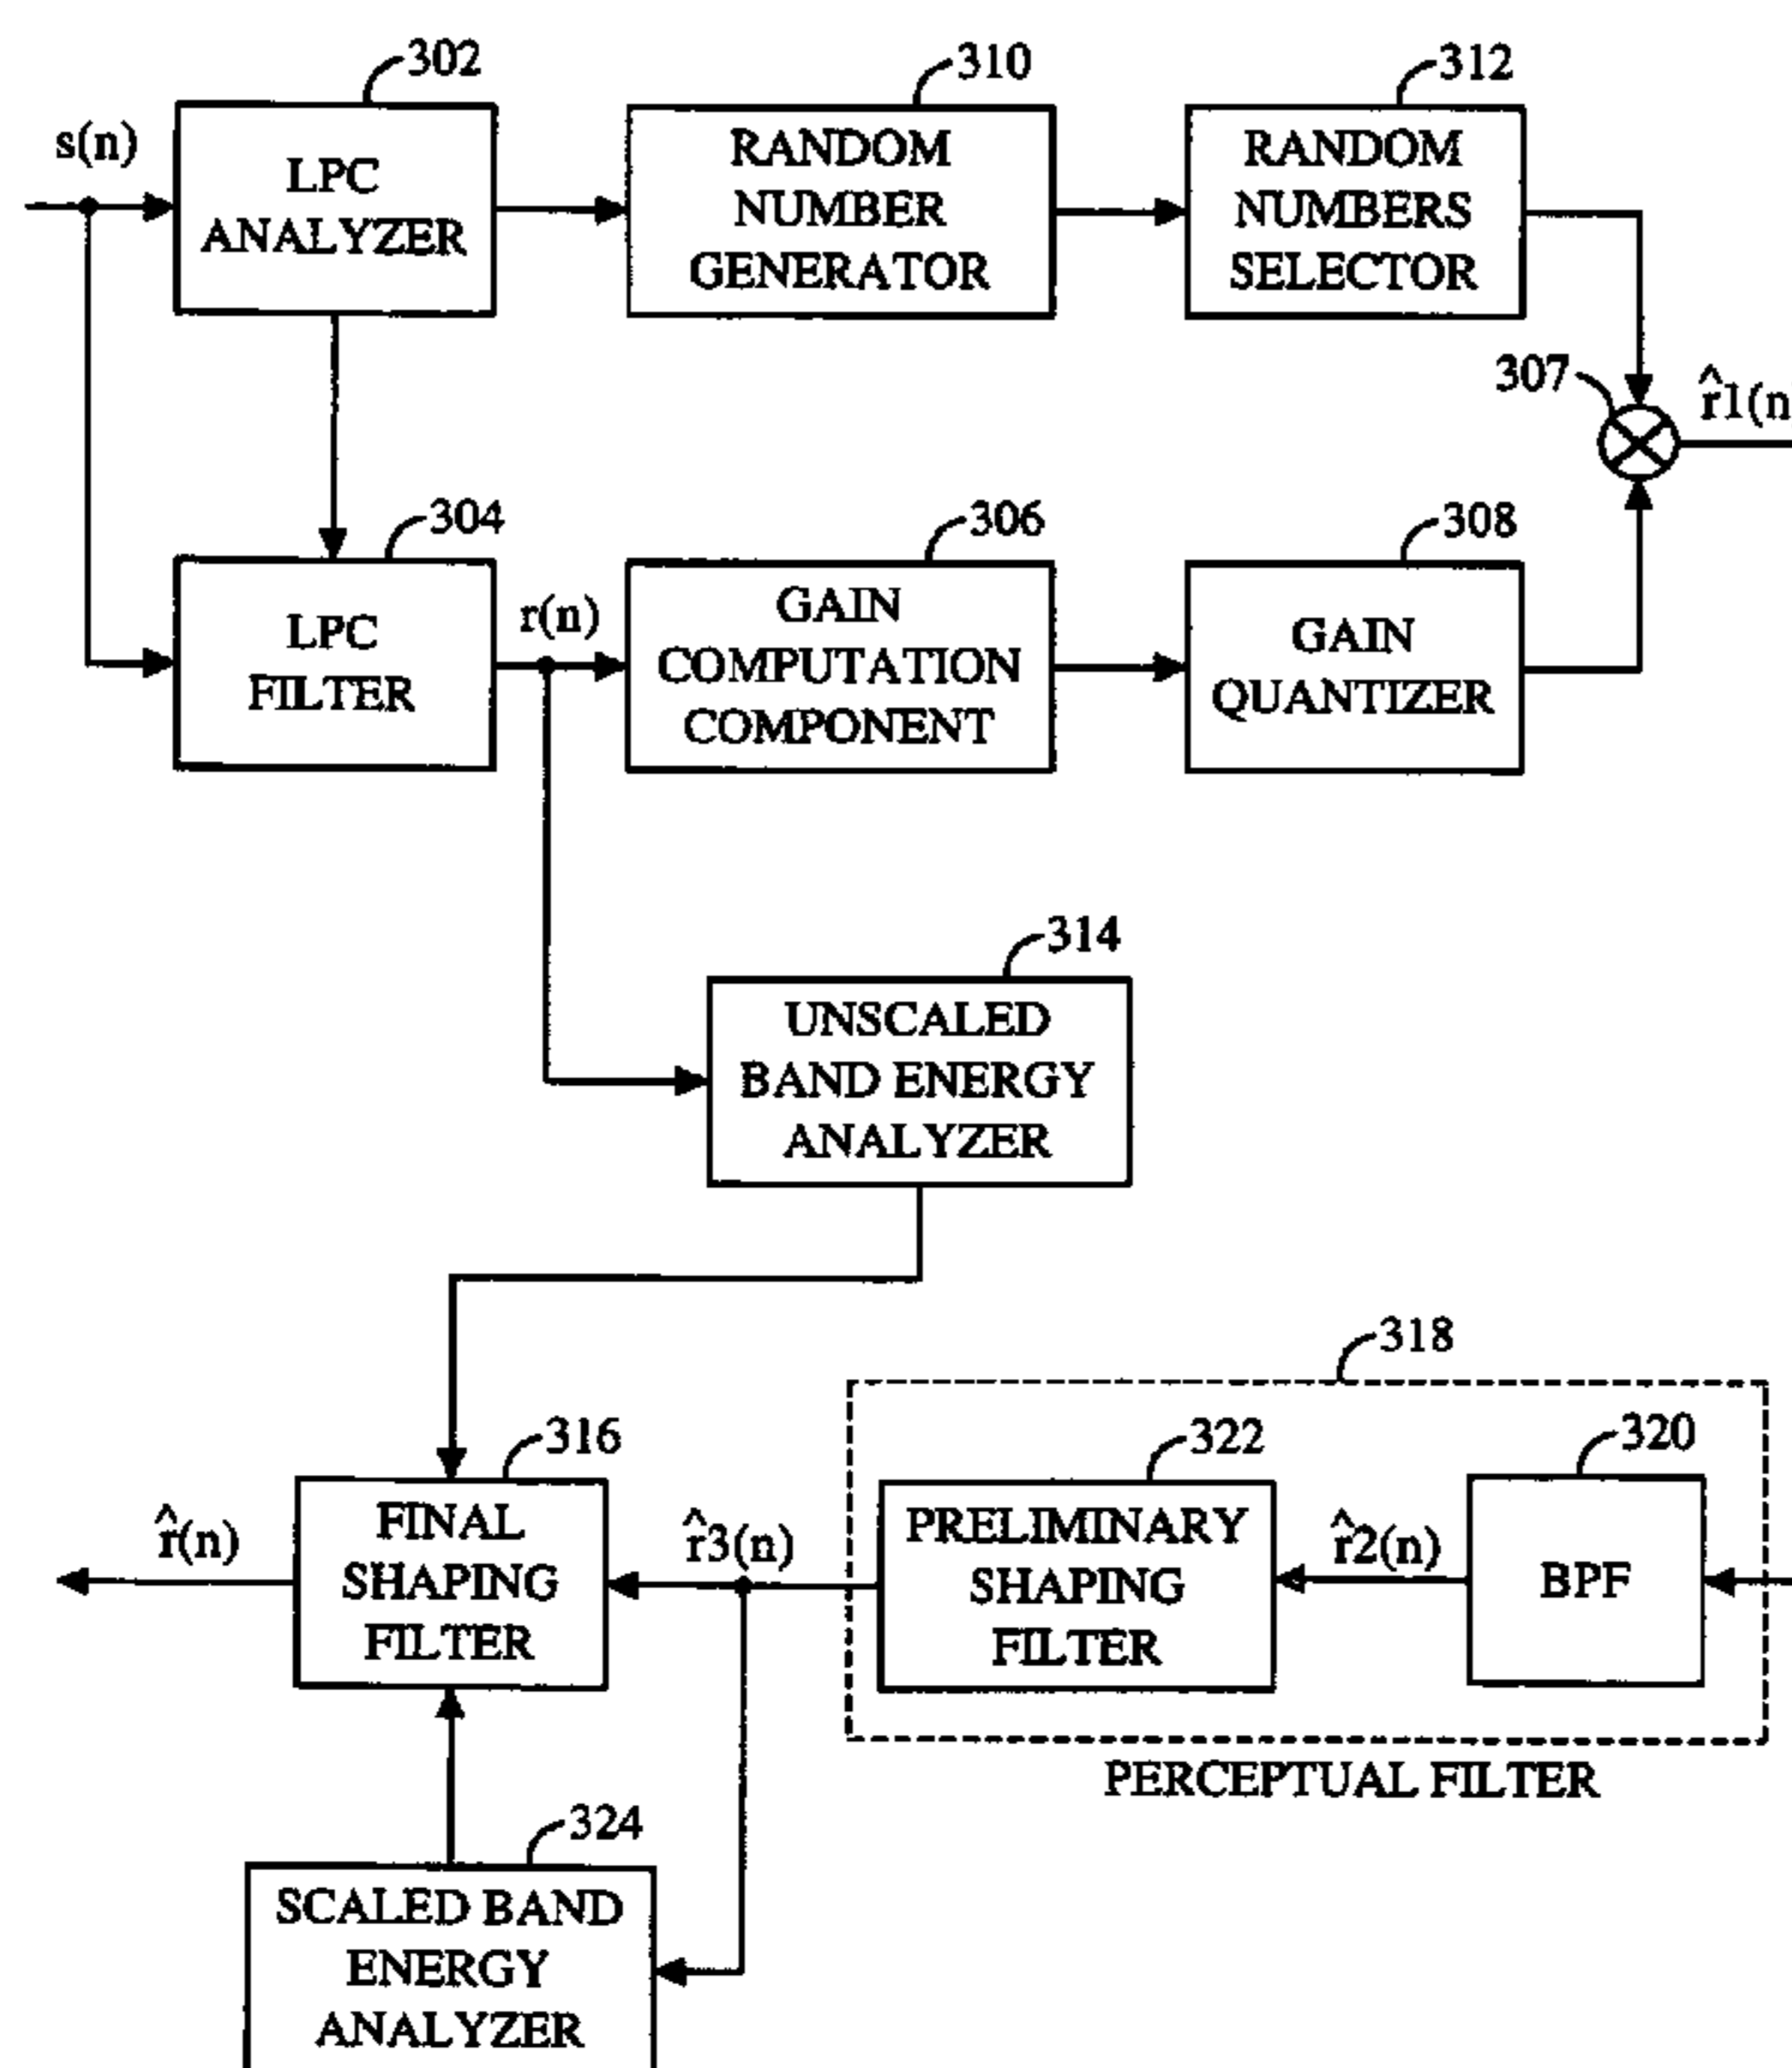 302
310
312
s(n)
LPC
ANALYZER
RANDOM
NUMBER
GENERATOR
RANDOM
NUMBERS
SELECTOR
307
r̂1(n
304
306
308
LPC
FILTER
r(n)
GAIN
COMPUTATION
COMPONENT
GAIN
QUANTIZER
314
UNSCALED
BAND ENERGY
ANALYZER
318
316
322
320
r̂(n)
FINAL
SHAPING
FILTER
r̂3(n)
PRELIMINARY
SHAPING
FILTER
r̂2(n)
BPF
PERCEPTUAL FILTER
324
SCALED BAND
ENERGY
ANALYZER